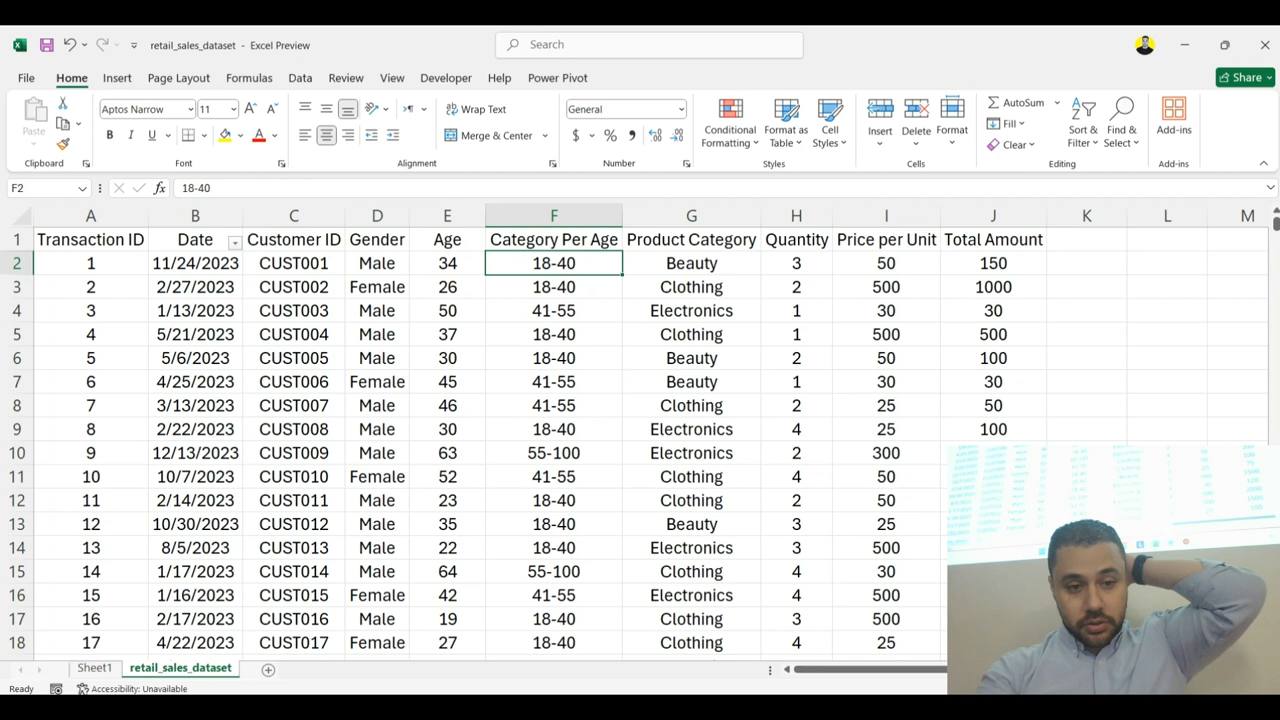 retail_sales_dataset - Excel Preview
Search
File Home Insert Page Layout Formulas Data Review View Developer Help Power Pivot
Share
Paste
Clipboard
Aptos Narrow 11
B I U
Font
Wrap Text
Merge & Center
Alignment
General
$ % ,
Number
Conditional Formatting
Format as Table
Cell Styles
Styles
Insert
Delete
Format
Cells
AutoSum
Fill
Clear
Sort & Filter
Find & Select
Editing
Add-ins
Add-ins
F2 fx 18-40
A B C D E F G H I J K L M
1 Transaction ID Date Customer ID Gender Age Category Per Age Product Category Quantity Price per Unit Total Amount
2 1 11/24/2023 CUST001 Male 34 18-40 Beauty 3 50 150
3 2 2/27/2023 CUST002 Female 26 18-40 Clothing 2 500 1000
4 3 1/13/2023 CUST003 Male 50 41-55 Electronics 1 30 30
5 4 5/21/2023 CUST004 Male 37 18-40 Clothing 1 500 500
6 5 5/6/2023 CUST005 Male 30 18-40 Beauty 2 50 100
7 6 4/25/2023 CUST006 Female 45 41-55 Beauty 1 30 30
8 7 3/13/2023 CUST007 Male 46 41-55 Clothing 2 25 50
9 8 2/22/2023 CUST008 Male 30 18-40 Electronics 4 25 100
10 9 12/13/2023 CUST009 Male 63 55-100 Electronics 2 300
11 10 10/7/2023 CUST010 Female 52 41-55 Clothing 4 50
12 11 2/14/2023 CUST011 Male 23 18-40 Clothing 2 50
13 12 10/30/2023 CUST012 Male 35 18-40 Beauty 3 25
14 13 8/5/2023 CUST013 Male 22 18-40 Electronics 3 500
15 14 1/17/2023 CUST014 Male 64 55-100 Clothing 4 30
16 15 1/16/2023 CUST015 Female 42 41-55 Electronics 4 500
17 16 2/17/2023 CUST016 Male 19 18-40 Clothing 3 500
18 17 4/22/2023 CUST017 Female 27 18-40 Clothing 4 25
Sheet1 retail_sales_dataset
Ready Accessibility: Unavailable